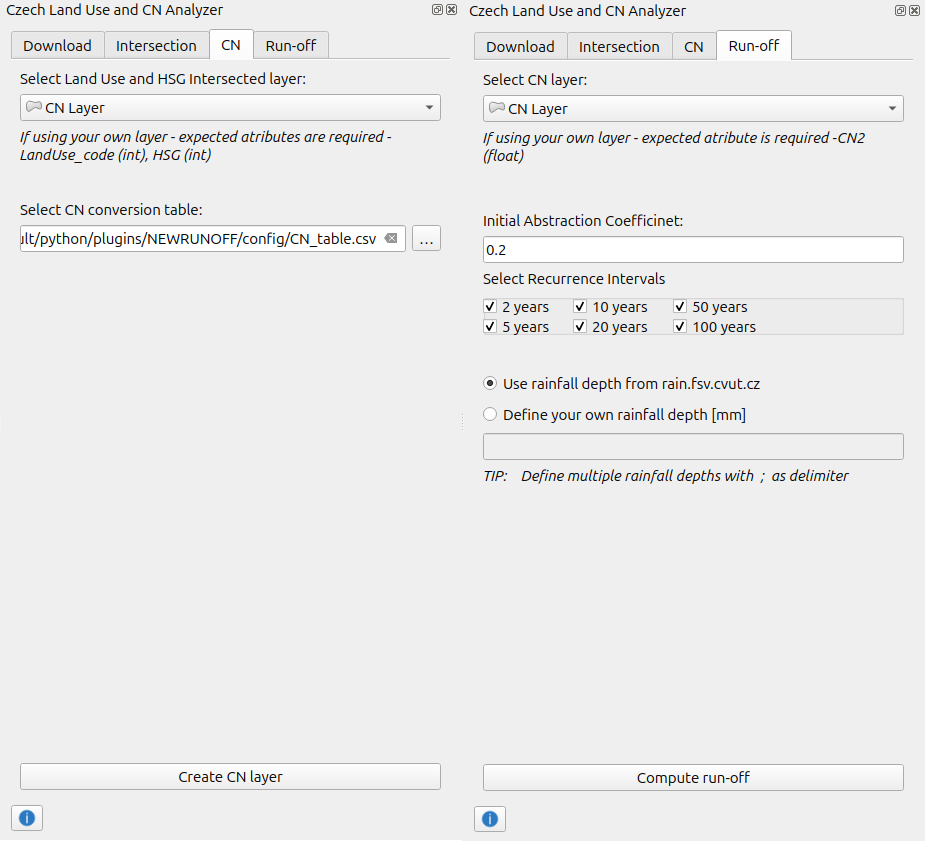 Czech Land Use and CN Analyzer
Download Intersection CN Run-off
Select Land Use and HSG Intersected layer:
CN Layer
If using your own layer - expected atributes are required -
LandUse_code (int), HSG (int)
Select CN conversion table:
ult/python/plugins/NEWRUNOFF/config/CN_table.csv ...
Create CN layer
i
Czech Land Use and CN Analyzer
Download Intersection CN Run-off
Select CN layer:
CN Layer
If using your own layer - expected atribute is required -CN2
(float)
Initial Abstraction Coefficinet:
0.2
Select Recurrence Intervals
2 years 10 years 50 years
5 years 20 years 100 years
Use rainfall depth from rain.fsv.cvut.cz
Define your own rainfall depth [mm]
TIP: Define multiple rainfall depths with ; as delimiter
Compute run-off
i